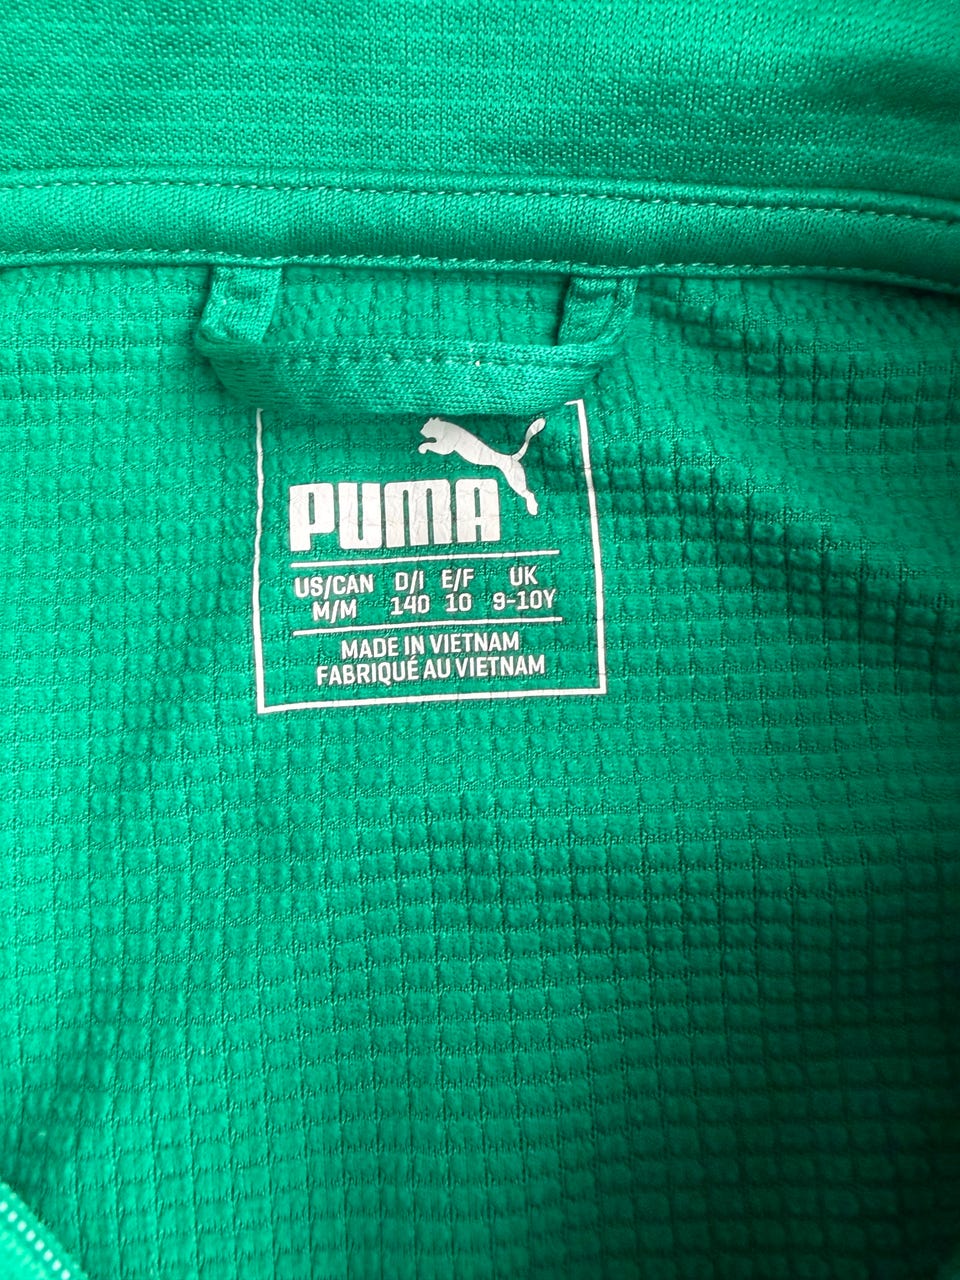 PUMA
US/CAN D/I E/F UK
M/M 140 10 9-10Y
MADE IN VIETNAM
FABRIQUÉ AU VIETNAM